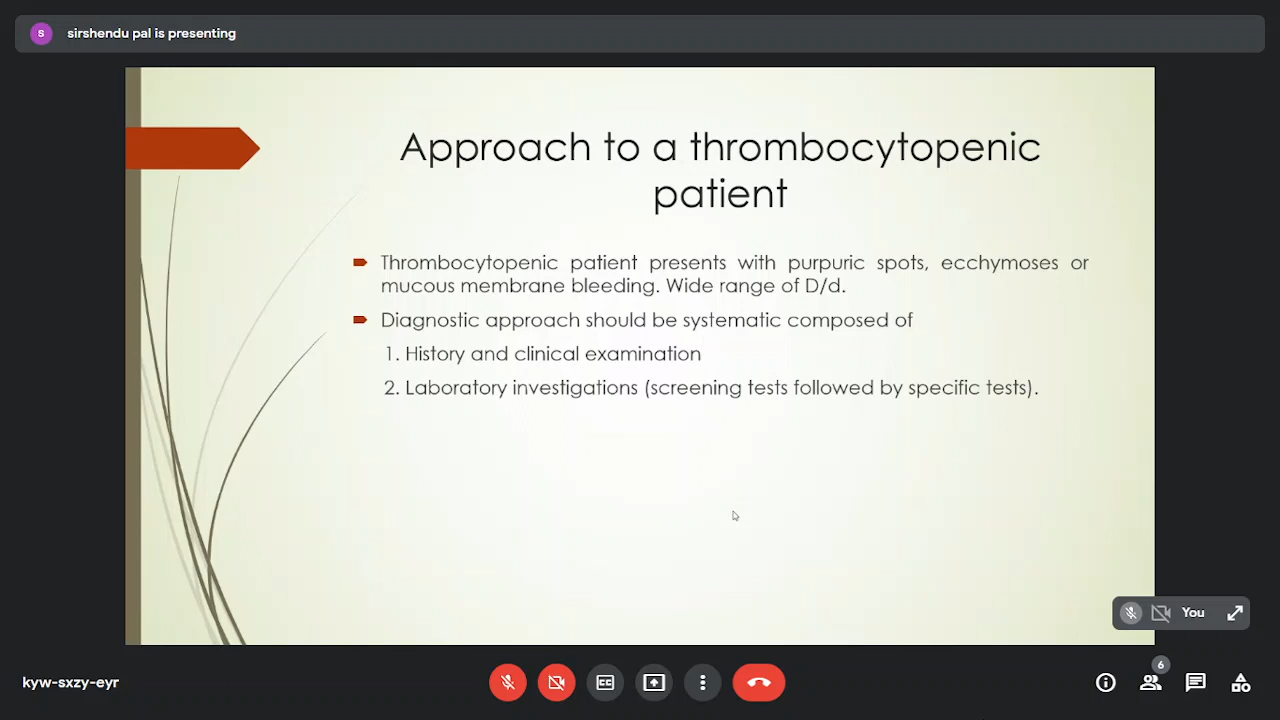 S sirshendu pal is presenting
Approach to a thrombocytopenic
patient
Thrombocytopenic patient presents with purpuric spots, ecchymoses or
mucous membrane bleeding. Wide range of D/d.
Diagnostic approach should be systematic composed of
1. History and clinical examination
2. Laboratory investigations (screening tests followed by specific tests).
You
kyw-sxzy-eyr
CC
6